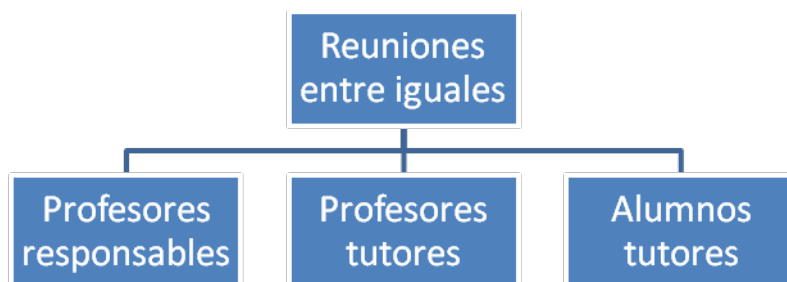 Reuniones
entre iguales
Profesores
responsables
Profesores
tutores
Alumnos
tutores